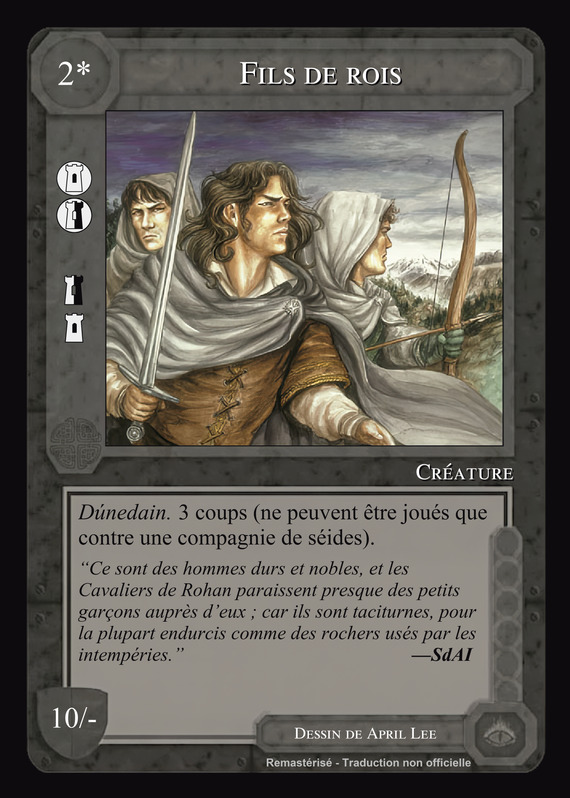 2*
Fils de rois
Créature
Dúnedain. 3 coups (ne peuvent être joués que
contre une compagnie de séides).
“Ce sont des hommes durs et nobles, et les
Cavaliers de Rohan paraissent presque des petits
garçons auprès d’eux ; car ils sont taciturnes, pour
la plupart endurcis comme des rochers usés par les
intempéries.” —SdAI
10/-
Dessin de April Lee
Remastérisé - Traduction non officielle